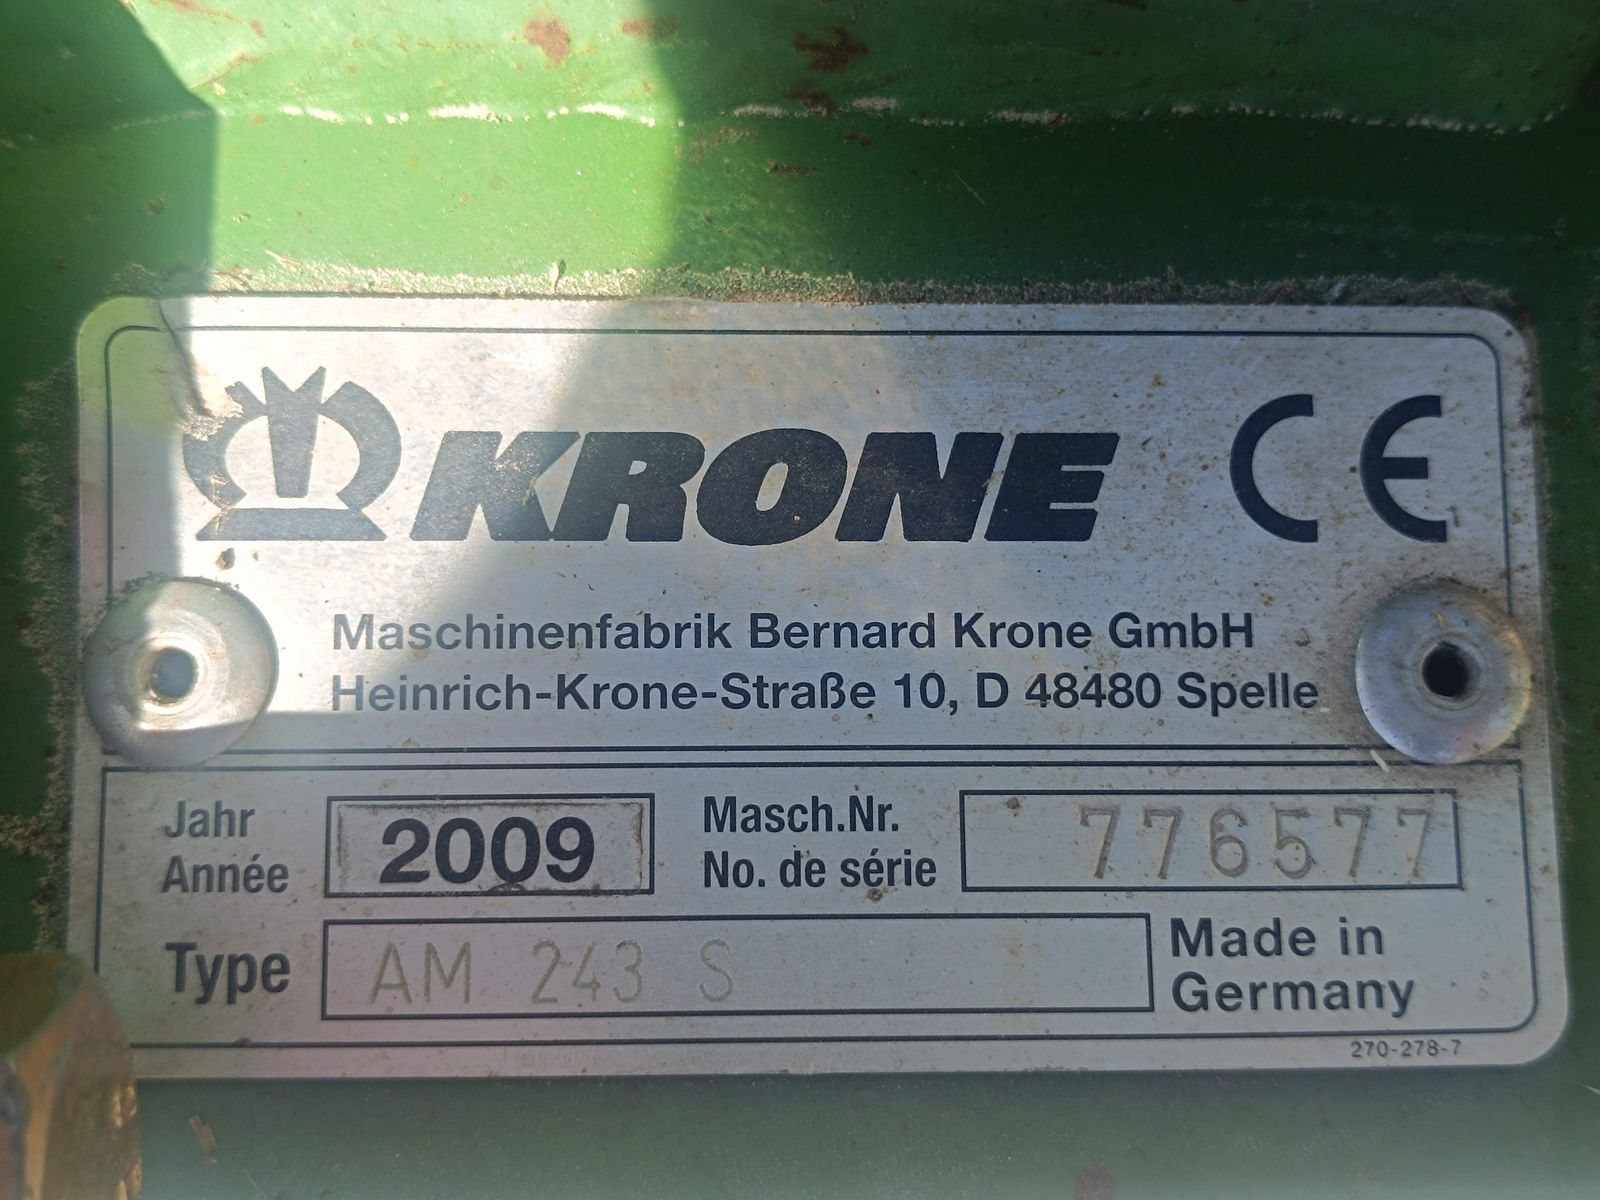 KRONE CE
Maschinenfabrik Bernard Krone GmbH
Heinrich-Krone-Straße 10, D 48480 Spelle
Jahr
Année
2009
Masch.Nr.
No. de série
776577
Type
AM 243 S
Made in
Germany
270-278-7